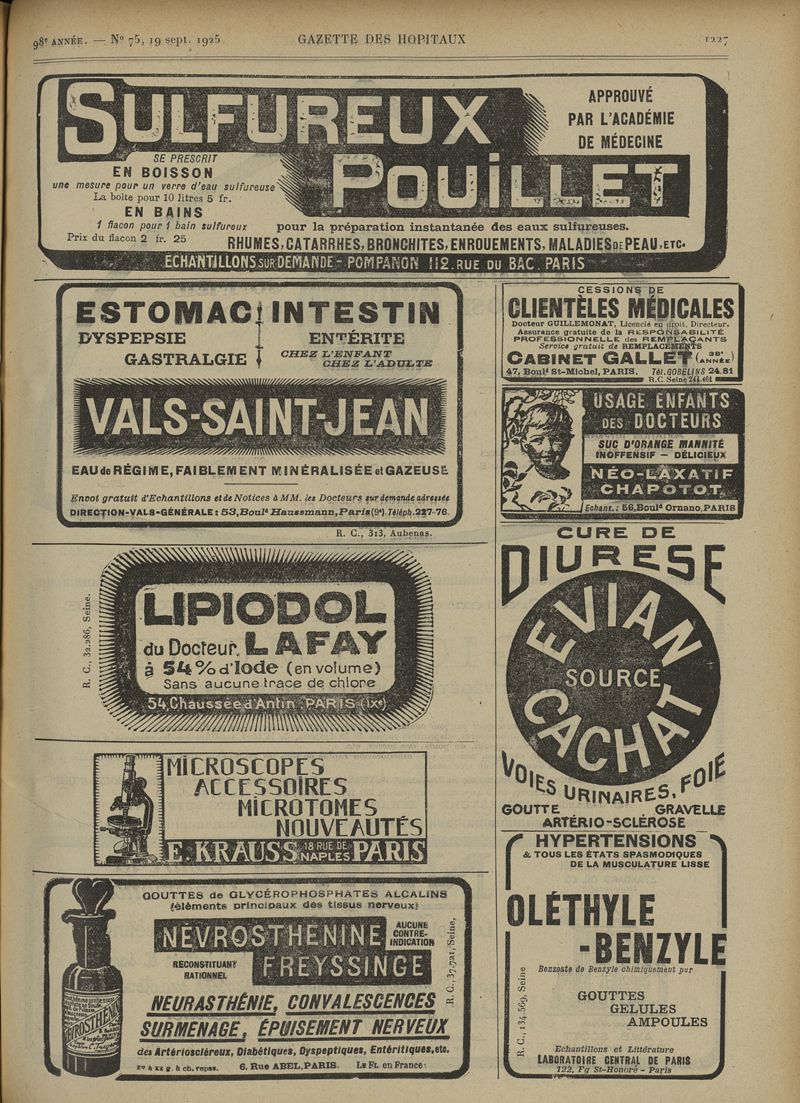 98e ANNÉE. — No 75, 19 sept. 1925
GAZETTE DES HOPITAUX
1227
SULFUREUX
POUILLET
APPROUVÉ
PAR L'ACADÉMIE
DE MÉDECINE
SE PRESCRIT
EN BOISSON
une mesure pour un verre d'eau sulfureuse
La boîte pour 10 litres 5 fr.
EN BAINS
1 flacon pour 1 bain sulfureux
Prix du flacon 2 fr. 25
pour la préparation instantanée des eaux sulfureuses.
RHUMES, CATARRHES, BRONCHITES, ENROUEMENTS, MALADIES DE PEAU, ETC.
ÉCHANTILLONS SUR DEMANDE - POMPANON 112, RUE DU BAC. PARIS
ESTOMAC INTESTIN
DYSPEPSIE
GASTRALGIE
ENTÉRITE
CHEZ L'ENFANT
CHEZ L'ADULTE
VALS-SAINT-JEAN
EAU de RÉGIME, FAIBLEMENT MINÉRALISÉE et GAZEUSE
Envoi gratuit d'Echantillons et de Notices à MM. les Docteurs sur demande adressée
DIRECTION-VALS-GÉNÉRALE : 53, Bould Haussmann, Paris (9e). Téléph. 227-76.
R. C., 313, Aubenas.
CESSIONS DE
CLIENTÈLES MÉDICALES
Docteur GUILLEMONAT, Licencié en droit, Directeur.
Assurance gratuite de la RESPONSABILITÉ
PROFESSIONNELLE des REMPLAÇANTS
Service gratuit de REMPLACEMENTS
CABINET GALLET (38e ANNÉE)
47, Boult St-Michel, PARIS. Tél. GOBELINS 24.81
R.C. Seine 244.461
USAGE ENFANTS
DES DOCTEURS
SUC D'ORANGE MANNITÉ
INOFFENSIF — DÉLICIEUX
NÉO-LAXATIF
CHAPOTOT
Echant. : 56, Bould Ornano, PARIS
R. C., 32.286, Seine.
LIPIODOL
du Docteur LAFAY
à 54 % d'Iode (en volume)
Sans aucune trace de chlore
54, Chaussée d'Antin - PARIS (IXe)
CURE DE
DIURESE
EVIAN
SOURCE
CACHAT
VOIES URINAIRES, FOIE
GOUTTE GRAVELLE
ARTÉRIO-SCLÉROSE
MICROSCOPES
ACCESSOIRES
MICROTOMES
NOUVEAUTÉS
E. KRAUSS 18 RUE DE NAPLES PARIS
GOUTTES de GLYCÉROPHOSPHATES ALCALINS
(éléments principaux des tissus nerveux)
NÉVROSTHÉNINE
FREYSSINGE
AUCUNE
CONTRE-
INDICATION
RECONSTITUANT
RATIONNEL
NEURASTHÉNIE, CONVALESCENCES
SURMENAGE, ÉPUISEMENT NERVEUX
des Artérioscléreux, Diabétiques, Dyspeptiques, Entéritiques, etc.
XV à XX g. à ch. repas. 6, Rue ABEL, PARIS. Le Fl. en France:
R. C., 37.721, Seine.
HYPERTENSIONS
& TOUS LES ÉTATS SPASMODIQUES
DE LA MUSCULATURE LISSE
OLÉTHYLE
-BENZYLE
Benzoate de Benzyle chimiquement pur
GOUTTES
GELULES
AMPOULES
R. C., 134.569, Seine
Echantillons et Littérature
LABORATOIRE CENTRAL DE PARIS
122, Fg St-Honoré - Paris